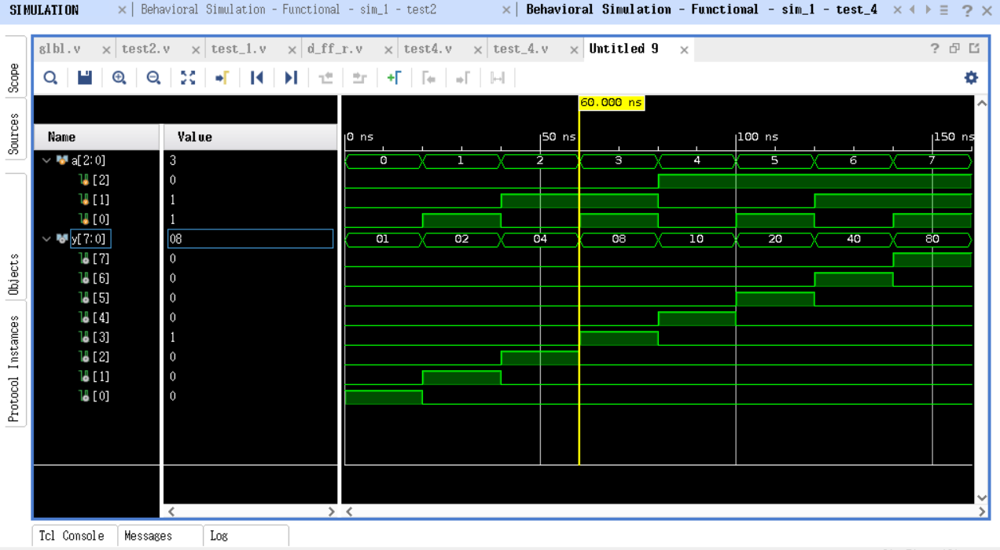 SIMULATION Behavioral Simulation - Functional - sim_1 - test2 Behavioral Simulation - Functional - sim_1 - test_4
glbl.v test2.v test_1.v d_ff_r.v test4.v test_4.v Untitled 9
Scope
Sources
Objects
Protocol Instances
60.000 ns
Name Value 0 ns 50 ns 100 ns 150 ns
a[2:0] 3 0 1 2 3 4 5 6 7
[2] 0
[1] 1
[0] 1
y[7:0] 08 01 02 04 08 10 20 40 80
[7] 0
[6] 0
[5] 0
[4] 0
[3] 1
[2] 0
[1] 0
[0] 0
Tcl Console Messages Log